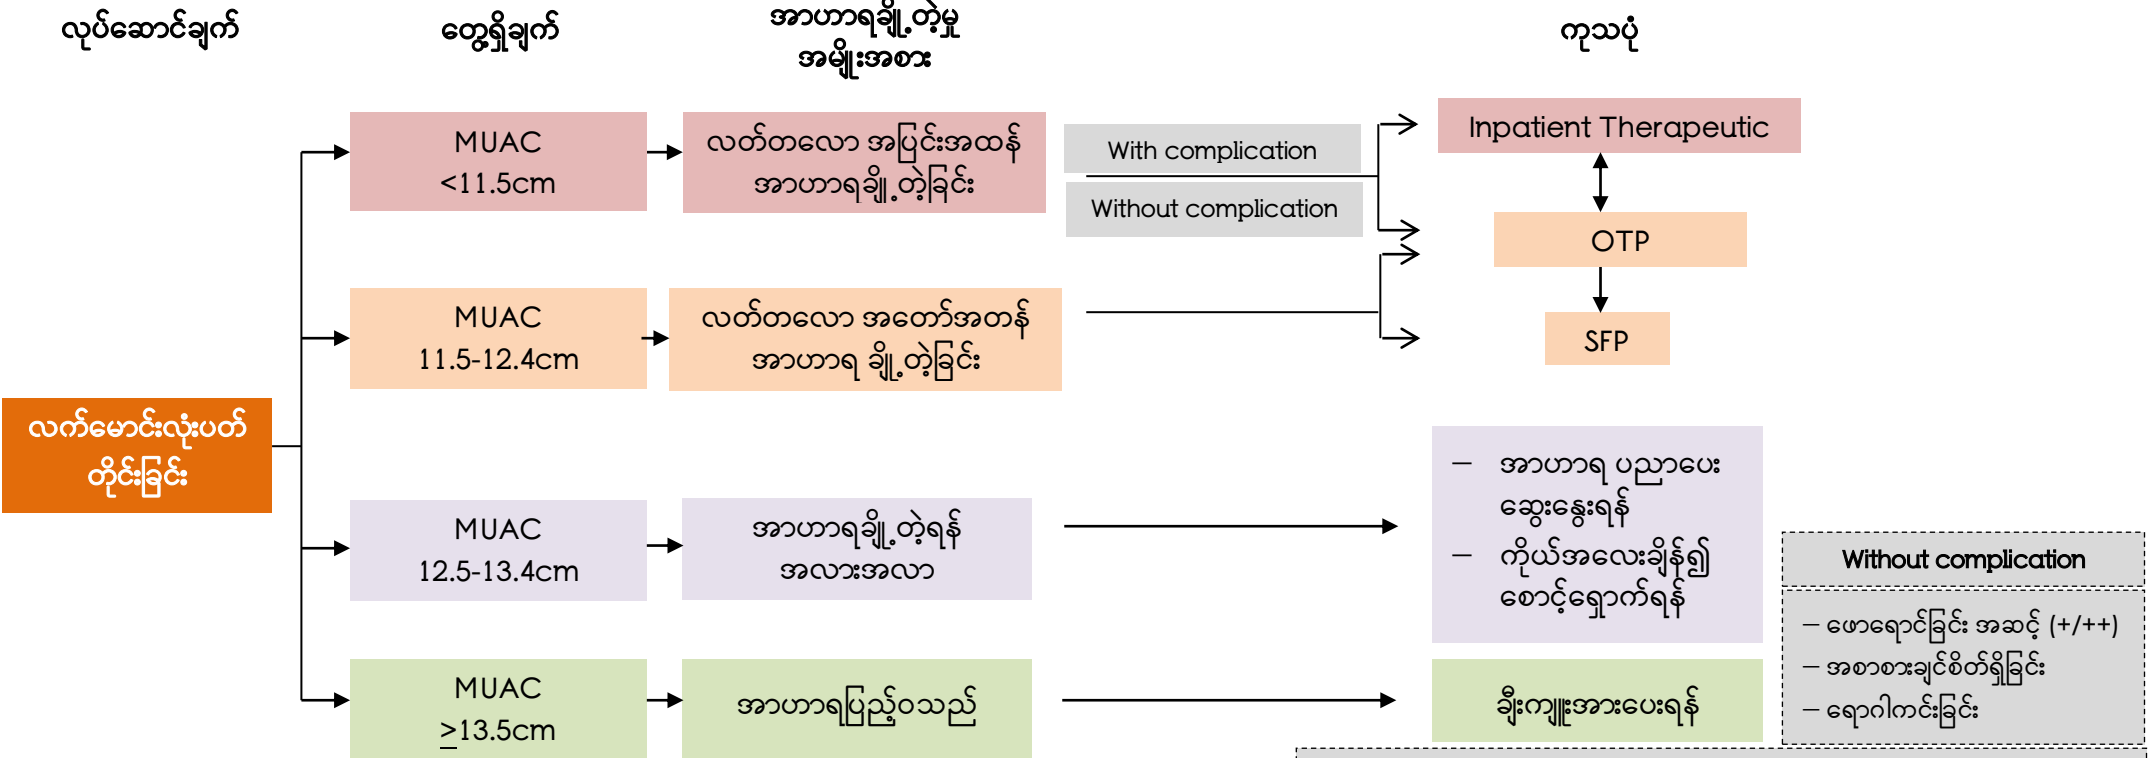 လုပ်ဆောင်ချက်
တွေ့ရှိချက်
အာဟာရချို့တဲ့မှု
အမျိုးအစား
ကုသပုံ
လက်မောင်းလုံးပတ်
တိုင်းခြင်း
MUAC
<11.5cm
လတ်တလော အပြင်းအထန်
အာဟာရချို့တဲ့ခြင်း
With complication
Without complication
Inpatient Therapeutic
OTP
SFP
MUAC
11.5-12.4cm
လတ်တလော အတော်အတန်
အာဟာရ ချို့တဲ့ခြင်း
MUAC
12.5-13.4cm
အာဟာရချို့တဲ့ရန်
အလားအလာ
– အာဟာရ ပညာပေး
ဆွေးနွေးရန်
– ကိုယ်အလေးချိန်၍
စောင့်ရှောက်ရန်
MUAC
≥13.5cm
အာဟာရပြည့်ဝသည်
ချီးကျူးအားပေးရန်
Without complication
– ဖောရောင်ခြင်း အဆင့် (+/++)
– အစာစားချင်စိတ်ရှိခြင်း
– ရောဂါကင်းခြင်း